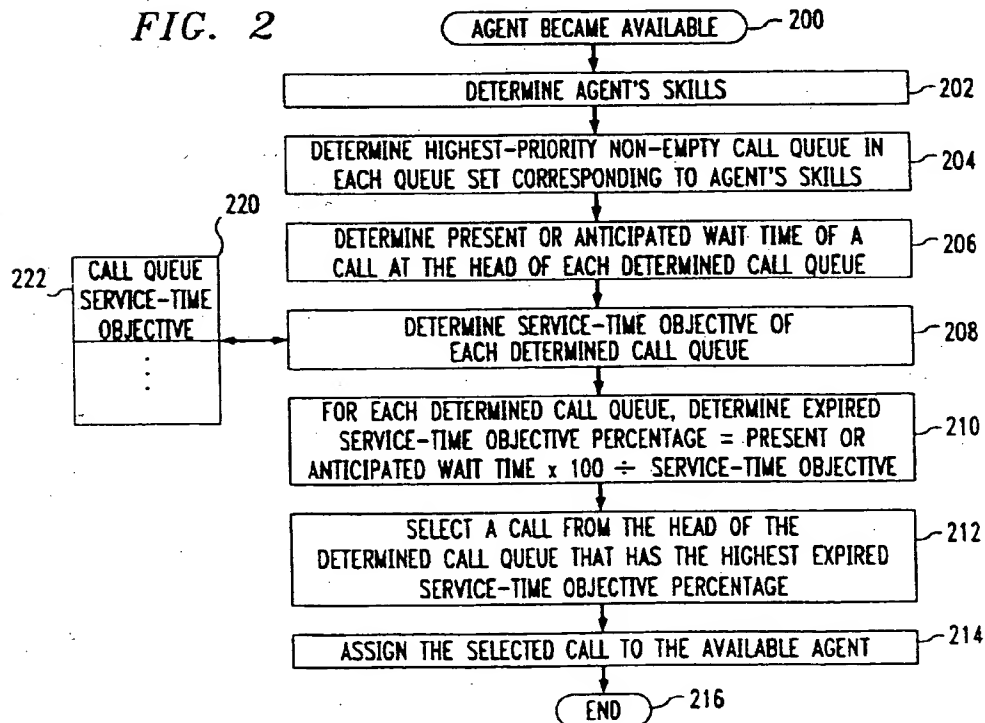 FIG. 2
AGENT BECAME AVAILABLE
200
DETERMINE AGENT'S SKILLS
202
DETERMINE HIGHEST-PRIORITY NON-EMPTY CALL QUEUE IN
EACH QUEUE SET CORRESPONDING TO AGENT'S SKILLS
204
DETERMINE PRESENT OR ANTICIPATED WAIT TIME OF A
CALL AT THE HEAD OF EACH DETERMINED CALL QUEUE
206
220
222
CALL QUEUE
SERVICE-TIME
OBJECTIVE
DETERMINE SERVICE-TIME OBJECTIVE OF
EACH DETERMINED CALL QUEUE
208
FOR EACH DETERMINED CALL QUEUE, DETERMINE EXPIRED
SERVICE-TIME OBJECTIVE PERCENTAGE = PRESENT OR
ANTICIPATED WAIT TIME x 100 ÷ SERVICE-TIME OBJECTIVE
210
SELECT A CALL FROM THE HEAD OF THE
DETERMINED CALL QUEUE THAT HAS THE HIGHEST EXPIRED
SERVICE-TIME OBJECTIVE PERCENTAGE
212
ASSIGN THE SELECTED CALL TO THE AVAILABLE AGENT
214
END
216